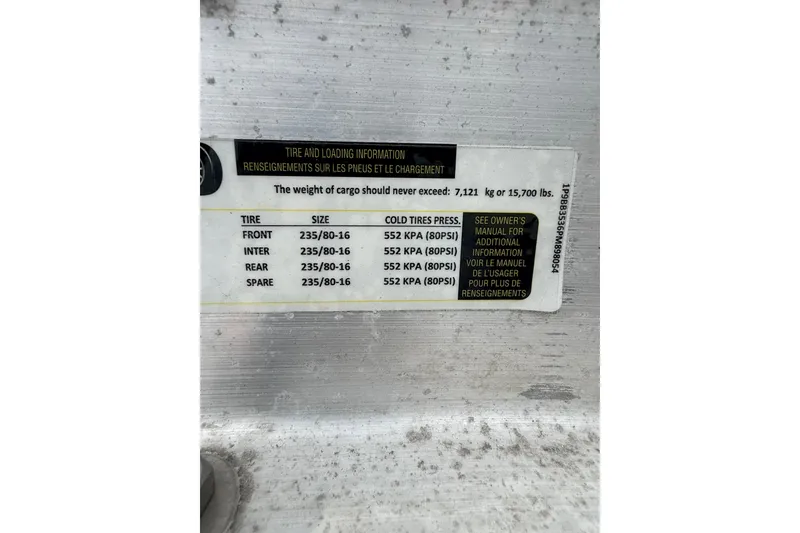 TIRE AND LOADING INFORMATION
RENSEIGNEMENTS SUR LES PNEUS ET LE CHARGEMENT
The weight of cargo should never exceed: 7,121 kg or 15,700 lbs.
TIRE SIZE COLD TIRES PRESS.
FRONT 235/80-16 552 KPA (80PSI)
INTER 235/80-16 552 KPA (80PSI)
REAR 235/80-16 552 KPA (80PSI)
SPARE 235/80-16 552 KPA (80PSI)
SEE OWNER'S
MANUAL FOR
ADDITIONAL
INFORMATION
VOIR LE MANUEL
DE L'USAGER
POUR PLUS DE
RENSEIGNEMENTS
1P9BB3536PM898054